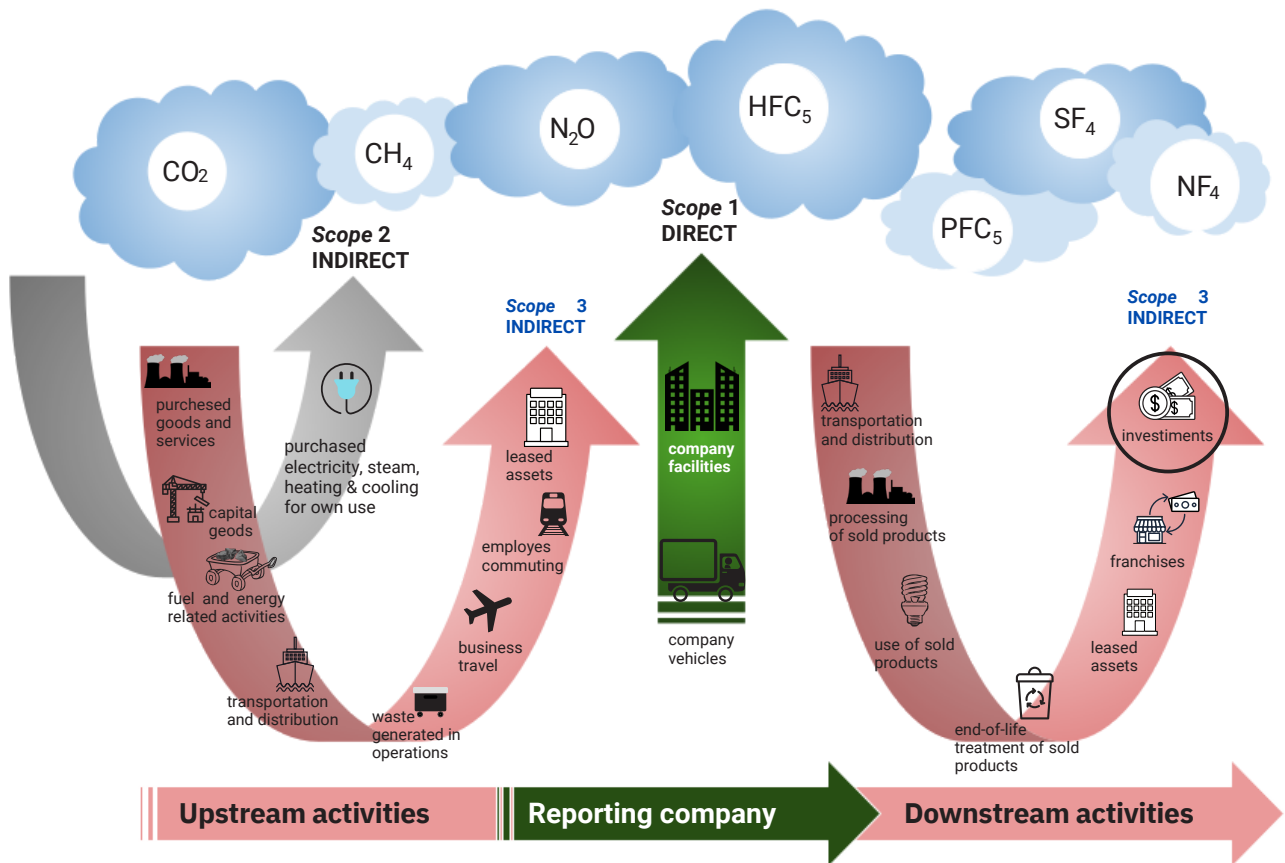 CO₂
CH₄
N₂O
HFC₅
SF₄
NF₄
PFC₅
Scope 2
INDIRECT
Scope 1
DIRECT
Scope 3
INDIRECT
Scope 3
INDIRECT
purchesed
goods and
services
capital
geods
fuel and energy
related activities
transportation
and distribution
waste
generated in
operations
business
travel
employes
commuting
leased
assets
purchased
electricity, steam,
heating & cooling
for own use
company
facilities
company
vehicles
transportation
and distribution
processing
of sold products
use of sold
products
end-of-life
treatment of sold
products
leased
assets
franchises
$
$
investiments
Upstream activities
Reporting company
Downstream activities